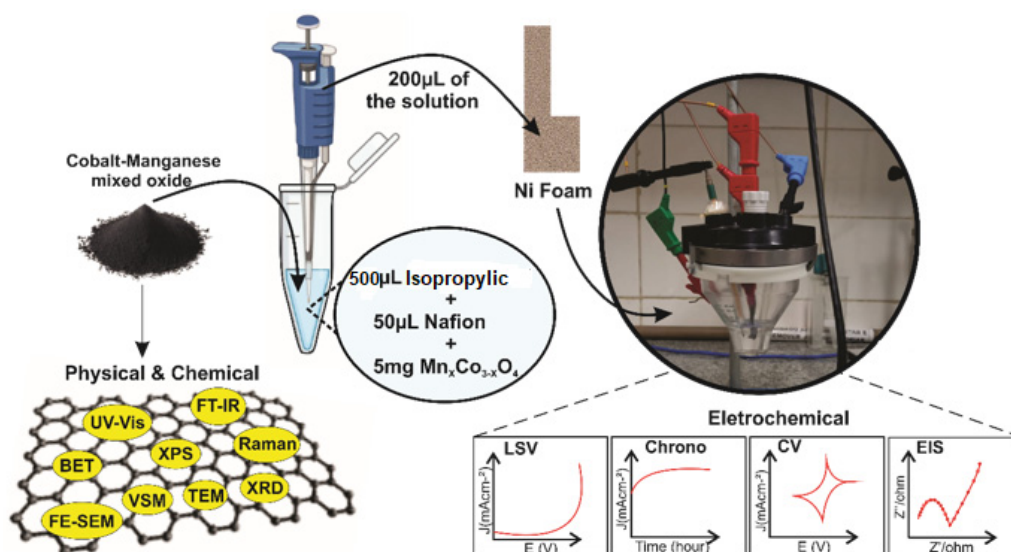 200µL of
the solution
Cobalt-Manganese
mixed oxide
Ni Foam
500µL Isopropylic
+
50µL Nafion
+
5mg MnₓCo₃₋ₓO₄
Physical & Chemical
FT-IR
UV-Vis
Raman
XPS
BET
XRD
TEM
VSM
FE-SEM
Eletrochemical
LSV
J(mAcm⁻²)
E (V)
Chrono
J(mAcm⁻²)
Time (hour)
CV
J(mAcm⁻²)
E (V)
EIS
Z"/ohm
Z'/ohm